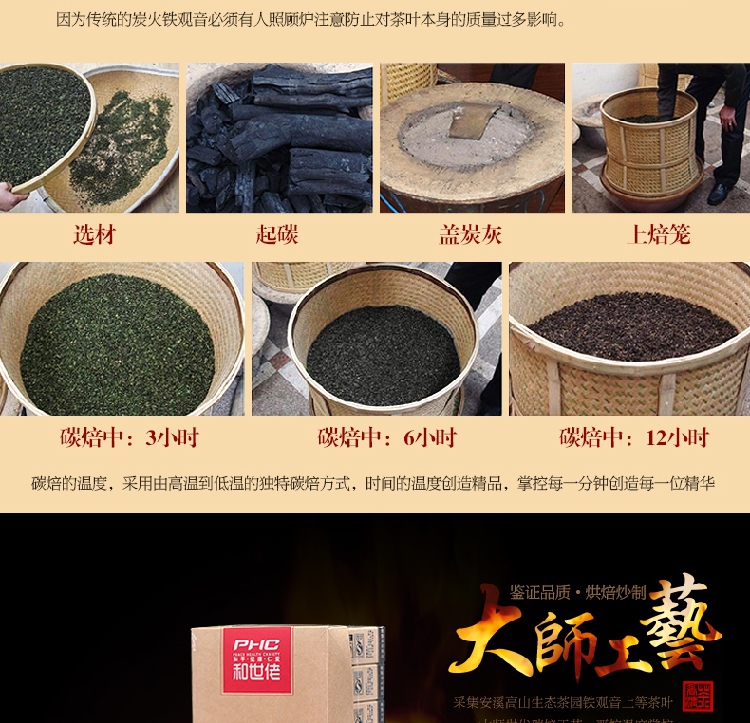 因为传统的炭火铁观音必须有人照顾炉注意防止对茶叶本身的质量过多影响。
选材
起碳
盖炭灰
上焙笼
碳焙中：3小时
碳焙中：6小时
碳焙中：12小时
碳焙的温度，采用由高温到低温的独特碳焙方式，时间的温度创造精品，掌控每一分钟创造每一位精华
鉴证品质·烘焙炒制
大師工藝
采集安溪高山生态茶园铁观音二等茶叶
PHC
PEACE HEALTH CHARITY
和世佬